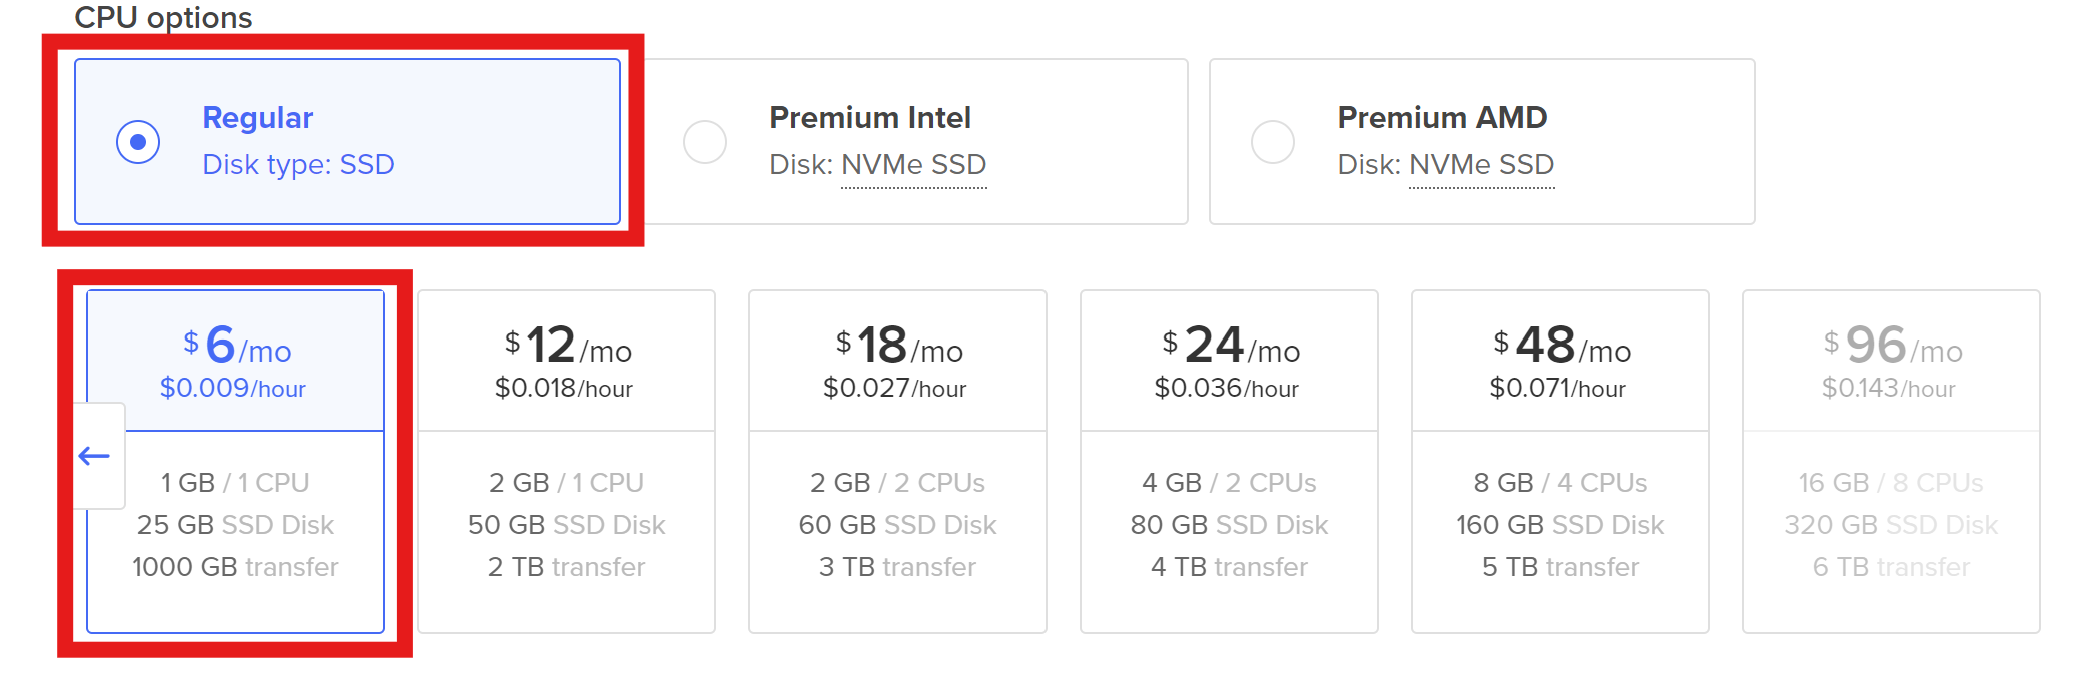 CPU options
Regular
Disk type: SSD
Premium Intel
Disk: NVMe SSD
Premium AMD
Disk: NVMe SSD
$6/mo
$0.009/hour
1 GB / 1 CPU
25 GB SSD Disk
1000 GB transfer
$12/mo
$0.018/hour
2 GB / 1 CPU
50 GB SSD Disk
2 TB transfer
$18/mo
$0.027/hour
2 GB / 2 CPUs
60 GB SSD Disk
3 TB transfer
$24/mo
$0.036/hour
4 GB / 2 CPUs
80 GB SSD Disk
4 TB transfer
$48/mo
$0.071/hour
8 GB / 4 CPUs
160 GB SSD Disk
5 TB transfer
$96/mo
$0.143/hour
16 GB / 8 CPUs
320 GB SSD Disk
6 TB transfer